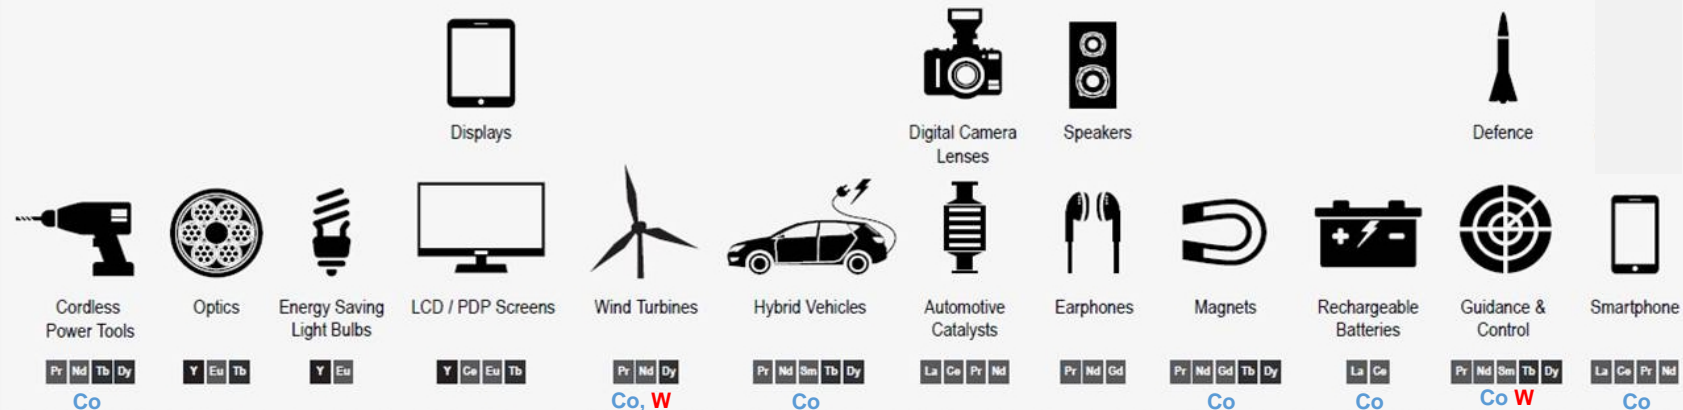 Displays
Digital Camera
Lenses
Speakers
Defence
Cordless
Power Tools
Optics
Energy Saving
Light Bulbs
LCD / PDP Screens
Wind Turbines
Hybrid Vehicles
Automotive
Catalysts
Earphones
Magnets
Rechargeable
Batteries
Guidance &
Control
Smartphone
Pr Nd Tb Dy
Y Eu Tb
Y Eu
Y Ce Eu Tb
Pr Nd Dy
Pr Nd Sm Tb Dy
La Ce Pr Nd
Pr Nd Gd
Pr Nd Gd Tb Dy
La Ce
Pr Nd Sm Tb Dy
La Ce Pr Nd
Co
Co, W
Co
Co
Co
Co W
Co